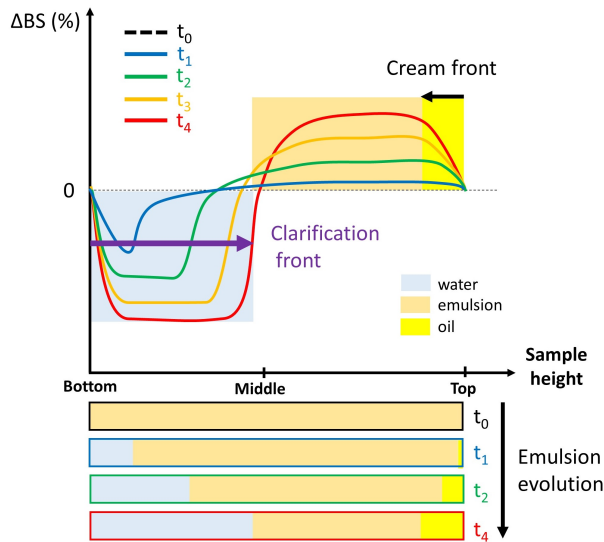 ΔBS (%)
t0
t1
t2
t3
t4
Cream front
0
Clarification
front
water
emulsion
oil
Sample
height
Bottom
Middle
Top
t0
t1
t2
t4
Emulsion
evolution